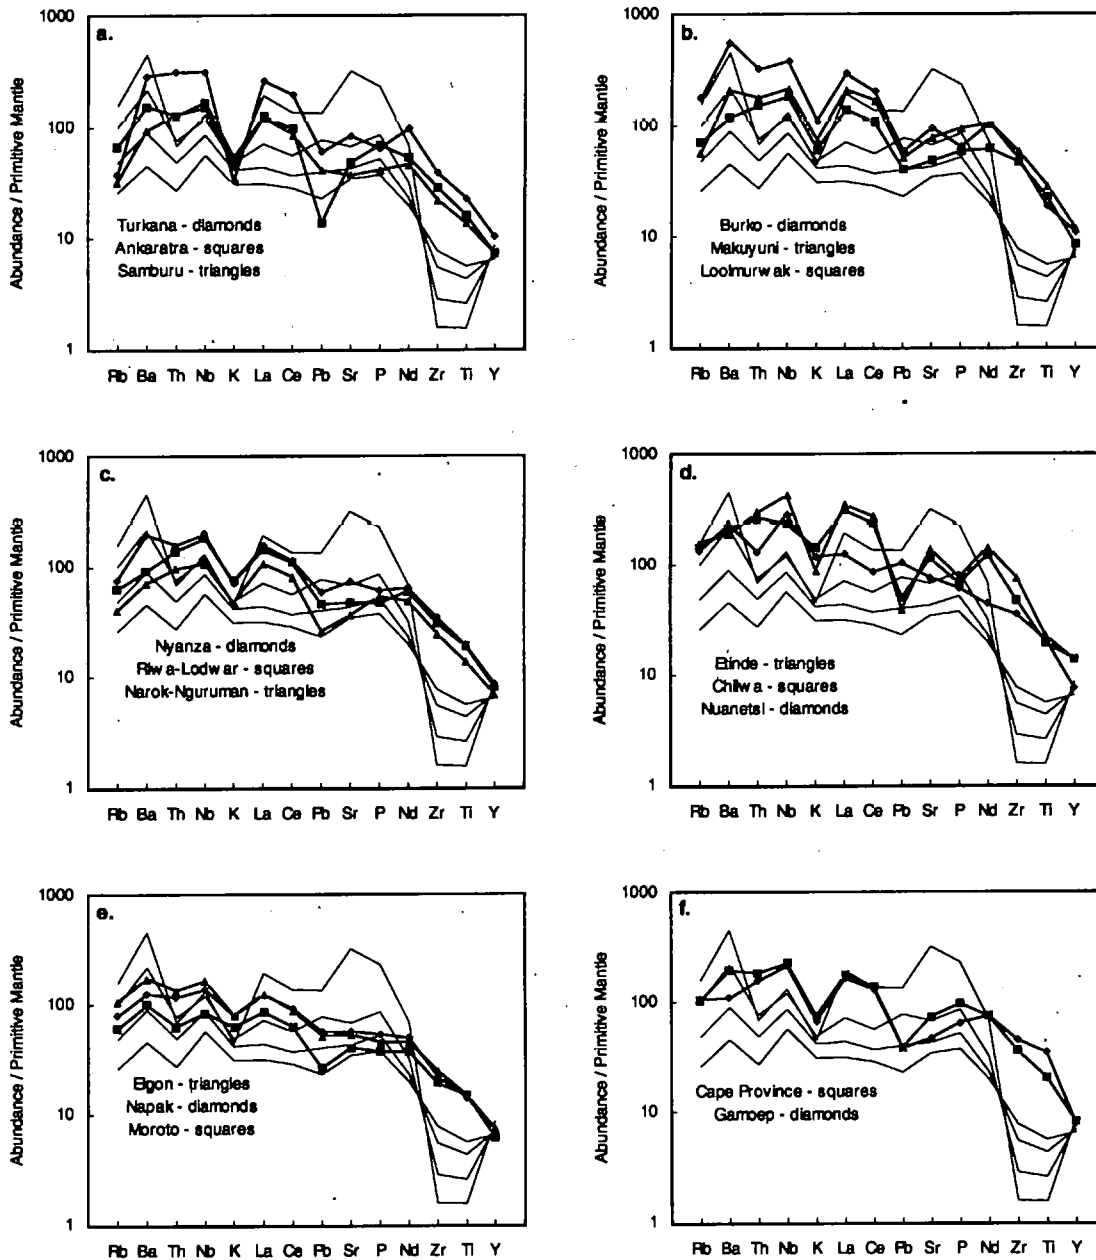 a.
1000
100
10
1
Abundance / Primitive Mantle
Turkana - diamonds
Ankaratra - squares
Samburu - triangles
Rb Ba Th Nb K La Ce Pb Sr P Nd Zr Ti Y
b.
1000
100
10
1
Abundance / Primitive Mantle
Burko - diamonds
Makuyuni - triangles
Loolmurwak - squares
Rb Ba Th Nb K La Ce Pb Sr P Nd Zr Ti Y
c.
1000
100
10
1
Abundance / Primitive Mantle
Nyanza - diamonds
Riwa-Lodwar - squares
Narok-Nguruman - triangles
Rb Ba Th Nb K La Ce Pb Sr P Nd Zr Ti Y
d.
1000
100
10
1
Abundance / Primitive Mantle
Etinde - triangles
Chilwa - squares
Nuanetsi - diamonds
Rb Ba Th Nb K La Ce Pb Sr P Nd Zr Ti Y
e.
1000
100
10
1
Abundance / Primitive Mantle
Elgon - triangles
Napak - diamonds
Moroto - squares
Rb Ba Th Nb K La Ce Pb Sr P Nd Zr Ti Y
f.
1000
100
10
1
Abundance / Primitive Mantle
Cape Province - squares
Gamoep - diamonds
Rb Ba Th Nb K La Ce Pb Sr P Nd Zr Ti Y